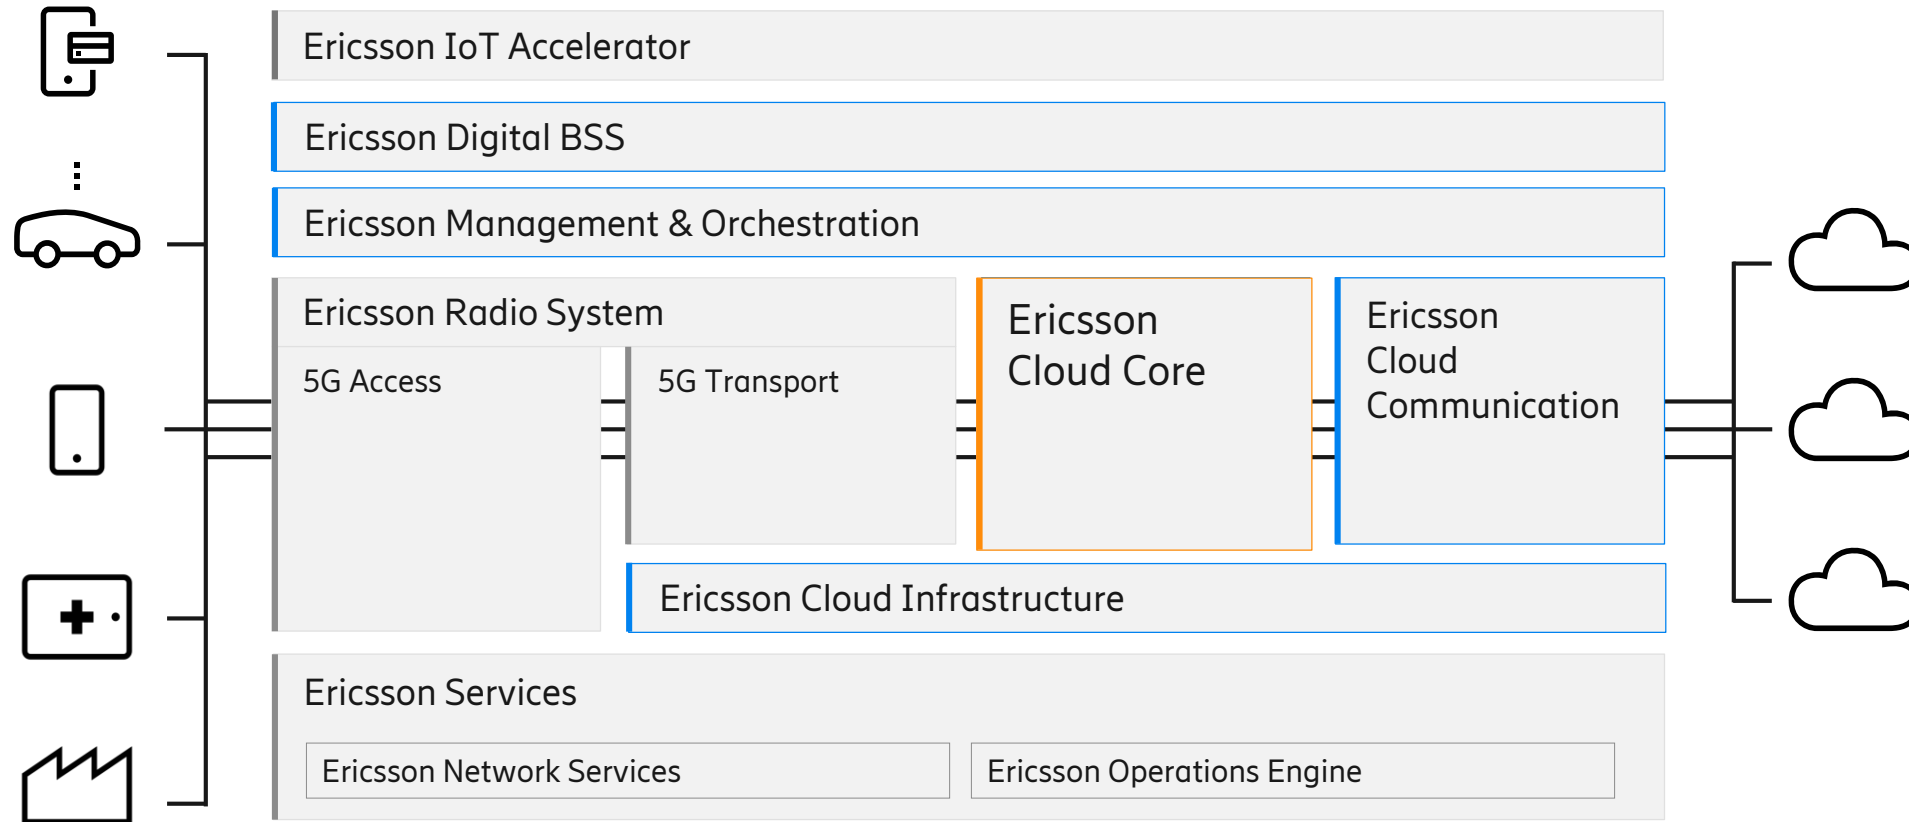 Ericsson IoT Accelerator
Ericsson Digital BSS
Ericsson Management & Orchestration
Ericsson Radio System
5G Access
5G Transport
Ericsson
Cloud Core
Ericsson
Cloud
Communication
Ericsson Cloud Infrastructure
Ericsson Services
Ericsson Network Services
Ericsson Operations Engine